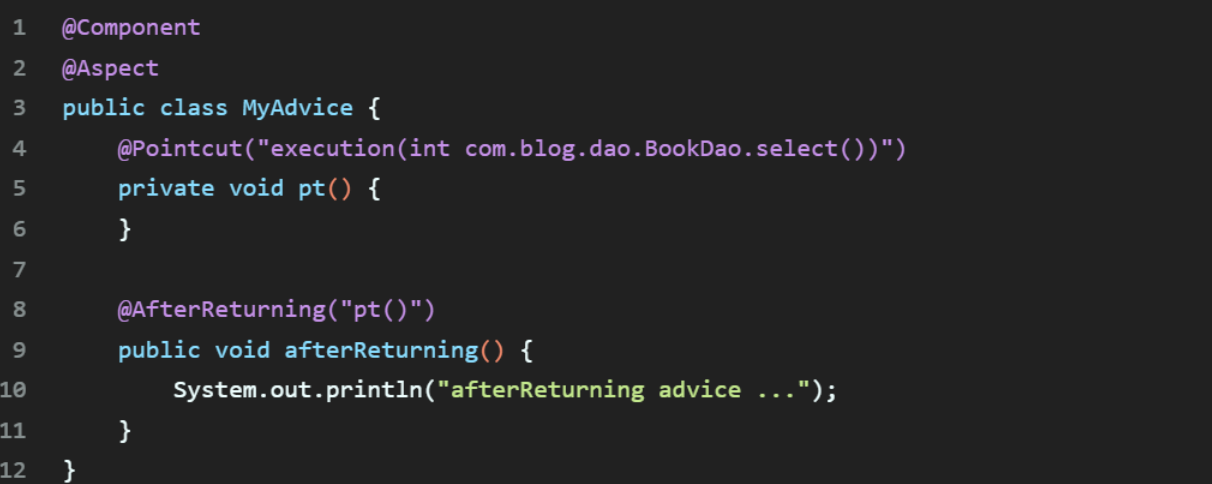 1 @Component
2 @Aspect
3 public class MyAdvice {
4     @Pointcut("execution(int com.blog.dao.BookDao.select())")
5     private void pt() {
6     }
7
8     @AfterReturning("pt()")
9     public void afterReturning() {
10         System.out.println("afterReturning advice ...");
11     }
12 }